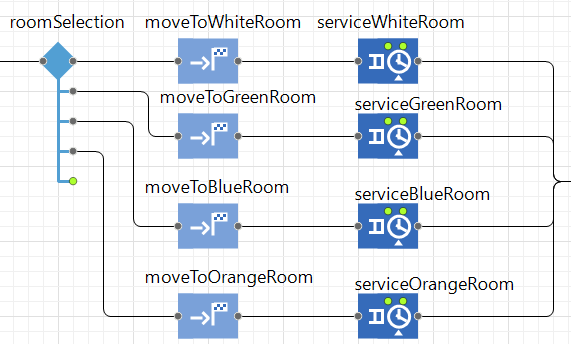 roomSelection
moveToWhiteRoom
serviceWhiteRoom
moveToGreenRoom
serviceGreenRoom
moveToBlueRoom
serviceBlueRoom
moveToOrangeRoom
serviceOrangeRoom